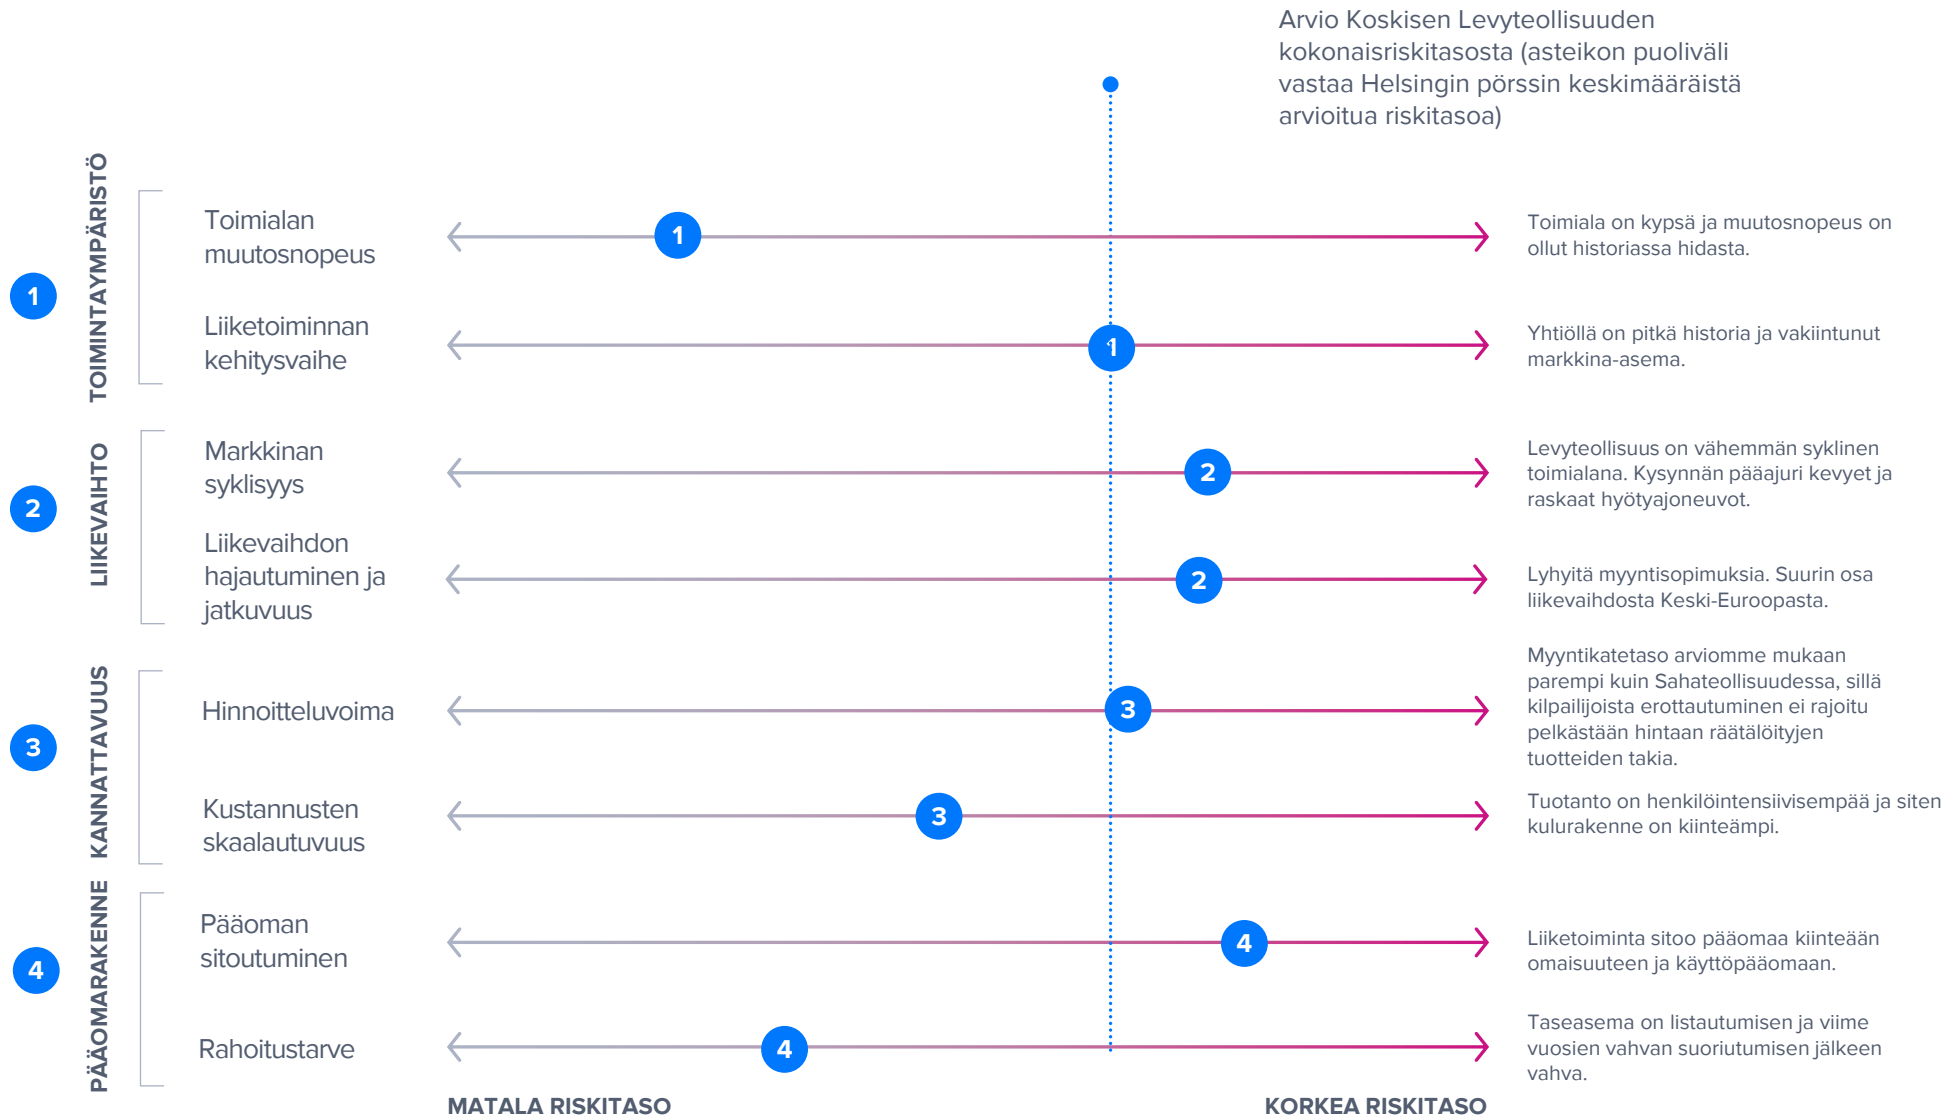 Arvio Koskisen Levyteollisuuden
kokonaisriskitasosta (asteikon puoliväli
vastaa Helsingin pörssin keskimääräistä
arvioitua riskitasoa)
1
TOIMINTAYMPÄRISTÖ
Toimialan
muutosnopeus
1
Toimiala on kypsä ja muutosnopeus on
ollut historiassa hidasta.
Liiketoiminnan
kehitysvaihe
1
Yhtiöllä on pitkä historia ja vakiintunut
markkina-asema.
2
LIIKEVAIHTO
Markkinan
syklisyys
2
Levyteollisuus on vähemmän syklinen
toimialana. Kysynnän pääajuri kevyet ja
raskaat hyötyajoneuvot.
Liikevaihdon
hajautuminen ja
jatkuvuus
2
Lyhyitä myyntisopimuksia. Suurin osa
liikevaihdosta Keski-Euroopasta.
3
KANNATTAVUUS
Hinnoitteluvoima
3
Myyntikatetaso arviomme mukaan
parempi kuin Sahateollisuudessa, sillä
kilpailijoista erottautuminen ei rajoitu
pelkästään hintaan räätälöityjen
tuotteiden takia.
Kustannusten
skaalautuvuus
3
Tuotanto on henkilöintensiivisempää ja siten
kulurakenne on kiinteämpi.
4
PÄÄOMARAKENNE
Pääoman
sitoutuminen
4
Liiketoiminta sitoo pääomaa kiinteään
omaisuuteen ja käyttöpääomaan.
Rahoitustarve
4
Taseasema on listautumisen ja viime
vuosien vahvan suoriutumisen jälkeen
vahva.
MATALA RISKITASO
KORKEA RISKITASO